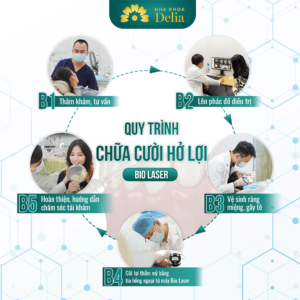 NHA KHOA
Delia
B1
Thăm khám, tư vấn
B2
Lên phác đồ điều trị
QUY TRÌNH
CHỮA CƯỜI HỞ LỢI
BIO LASER
B3
Vệ sinh răng
miệng, gây tê
B4
Cắt lợi thẩm mỹ bằng
tia hồng ngoại từ máy Bio Laser
B5
Hoàn thiện, hướng dẫn
chăm sóc tái khám